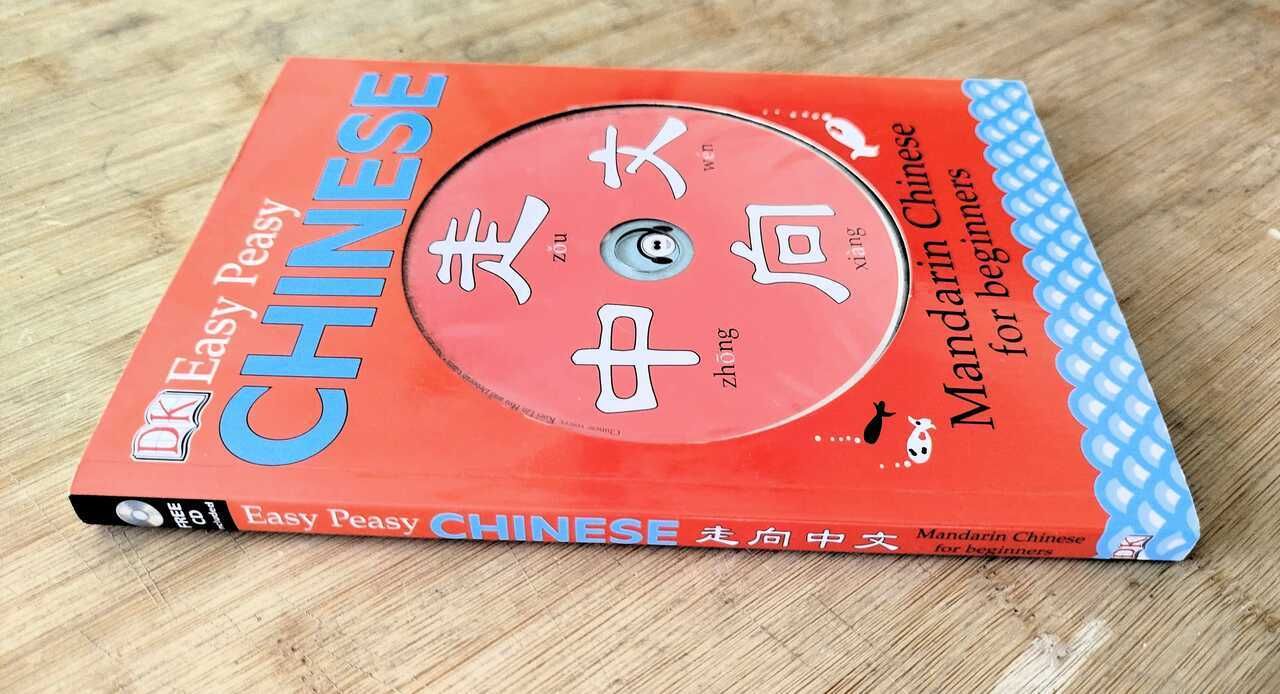 DK
Easy Peasy
CHINESE
走
zǒu
文
wén
中
zhōng
向
xiàng
Mandarin Chinese
for beginners
FREE
CD
included
Easy Peasy CHINESE 走向中文 Mandarin Chinese
for beginners
DK